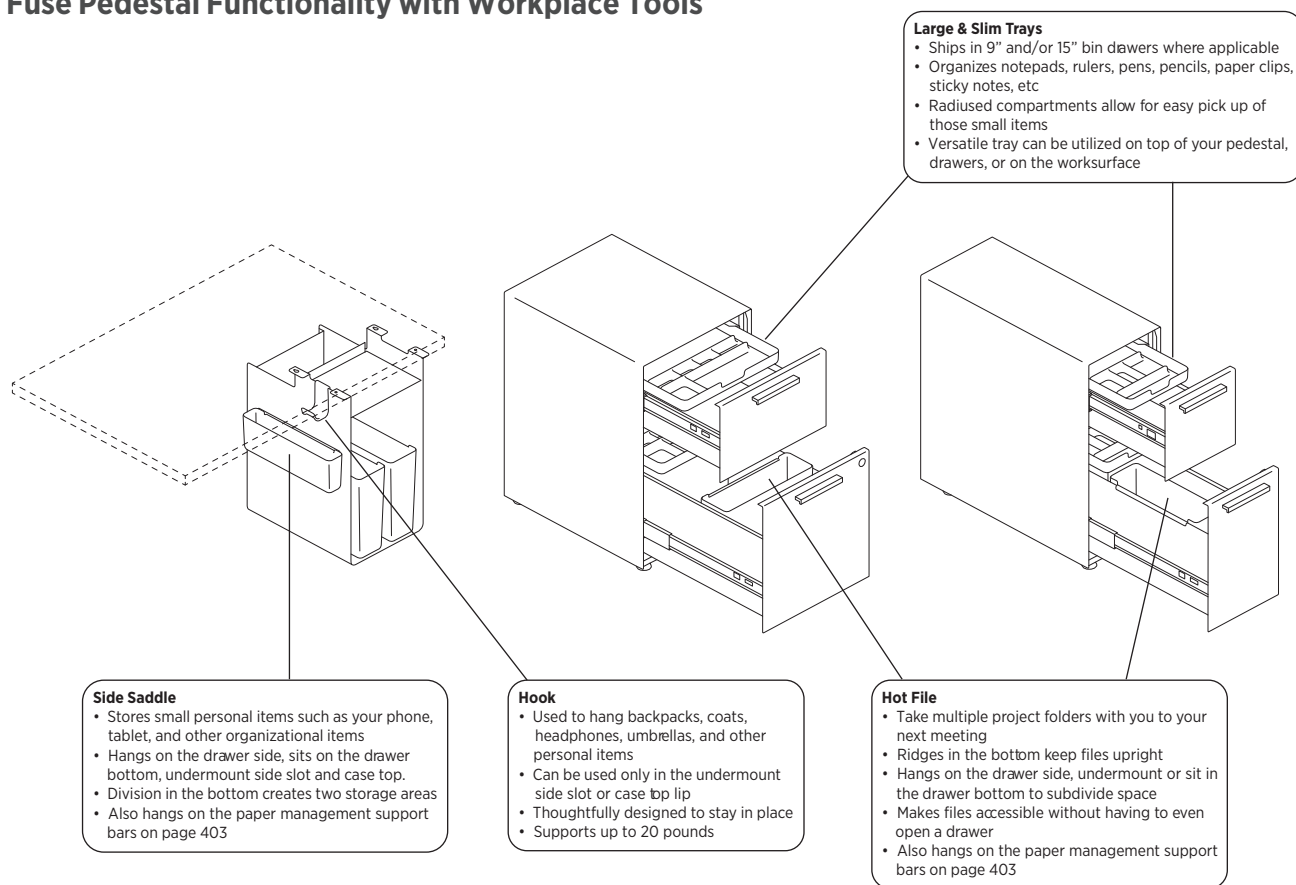 Fuse Pedestal Functionality with Workplace Tools
Large & Slim Trays
• Ships in 9” and/or 15” bin drawers where applicable
• Organizes notepads, rulers, pens, pencils, paper clips,
sticky notes, etc
• Radiused compartments allow for easy pick up of
those small items
• Versatile tray can be utilized on top of your pedestal,
drawers, or on the worksurface
Side Saddle
• Stores small personal items such as your phone,
tablet, and other organizational items
• Hangs on the drawer side, sits on the drawer
bottom, undermount side slot and case top.
• Division in the bottom creates two storage areas
• Also hangs on the paper management support
bars on page 403
Hook
• Used to hang backpacks, coats,
headphones, umbrellas, and other
personal items
• Can be used only in the undermount
side slot or case top lip
• Thoughtfully designed to stay in place
• Supports up to 20 pounds
Hot File
• Take multiple project folders with you to your
next meeting
• Ridges in the bottom keep files upright
• Hangs on the drawer side, undermount or sit in
the drawer bottom to subdivide space
• Makes files accessible without having to even
open a drawer
• Also hangs on the paper management support
bars on page 403